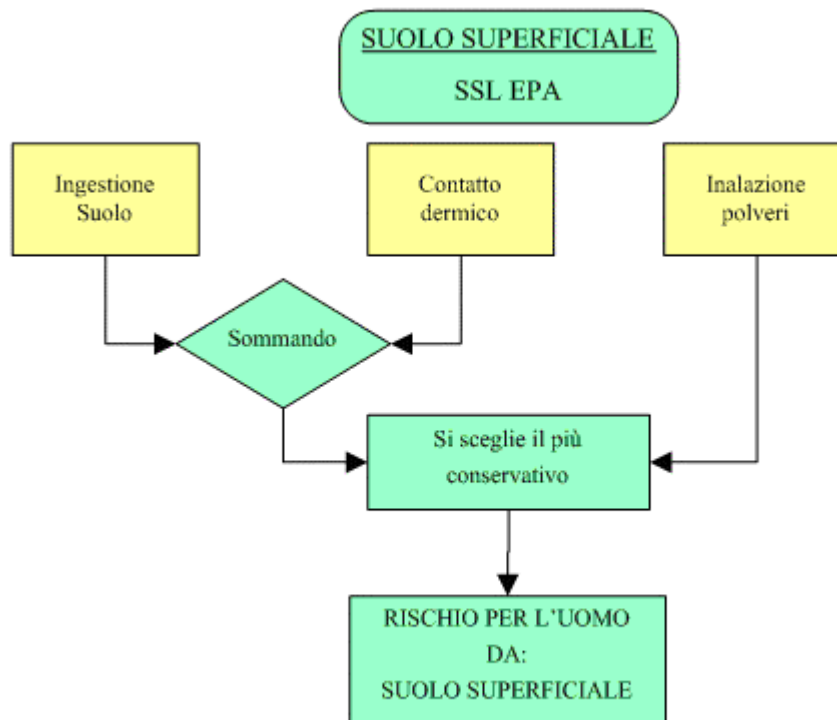 SUOLO SUPERFICIALE
SSL EPA
Ingestione
Suolo
Contatto
dermico
Inalazione
polveri
Sommando
Si sceglie il più
conservativo
RISCHIO PER L'UOMO
DA:
SUOLO SUPERFICIALE